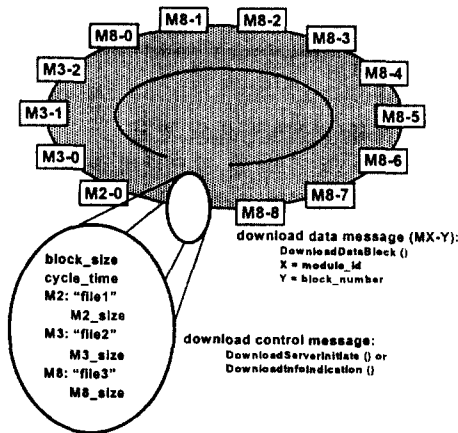 M8-1
M8-2
M8-0
M8-3
M3-2
M8-4
M3-1
M8-5
M3-0
M8-6
M2-0
M8-7
M8-8
download data message (MX-Y):
DownloadDataBlock ()
X = module_id
Y = block_number
block_size
cycle_time
M2: "file1"
M2_size
M3: "file2"
M3_size
M8: "file3"
M8_size
download control message:
DownloadServerInitiate () or
DownloadInfoIndication ()